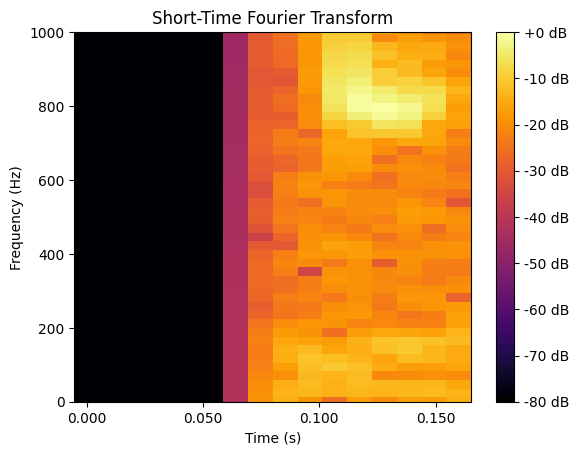 Short-Time Fourier Transform
1000
800
600
400
200
0
Frequency (Hz)
0.000
0.050
0.100
0.150
Time (s)
+0 dB
-10 dB
-20 dB
-30 dB
-40 dB
-50 dB
-60 dB
-70 dB
-80 dB